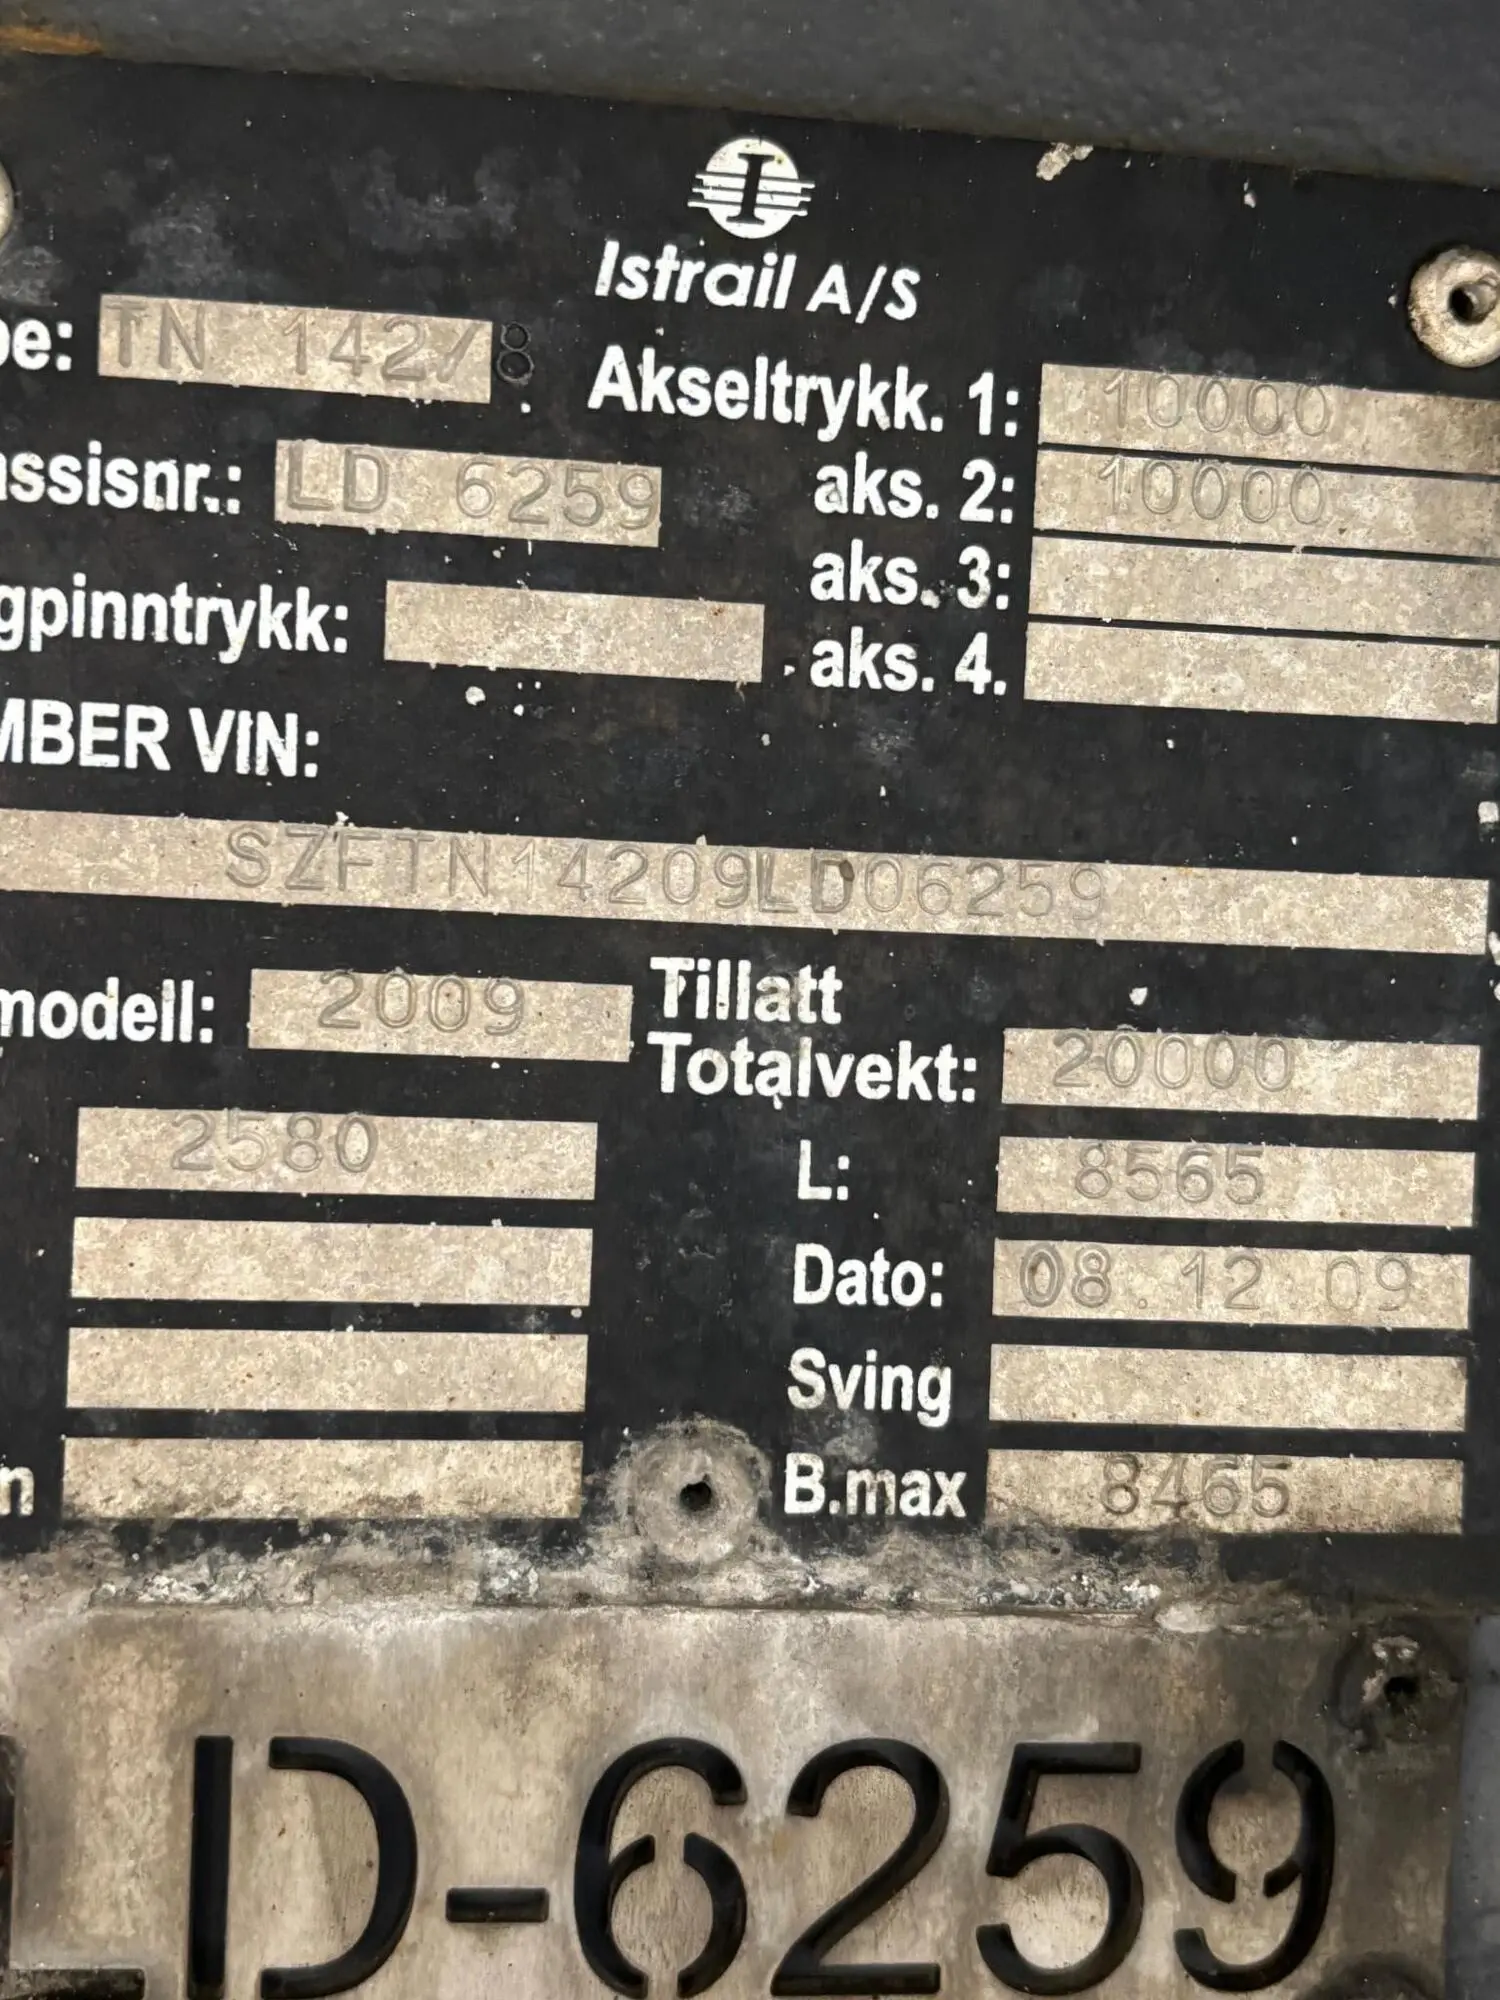 I
Istrail A/S
pe: TN 142/8
Akseltrykk. 1: 10000
assisnr.: LD 6259
aks. 2: 10000
aks. 3:
gpinntrykk:
aks. 4.
MBER VIN:
SZFTN14209LD06259
modell: 2009
Tillatt
Totalvekt: 20000
2580
L: 8565
Dato: 08.12.09
Sving
n
B.max 8465
LD-6259